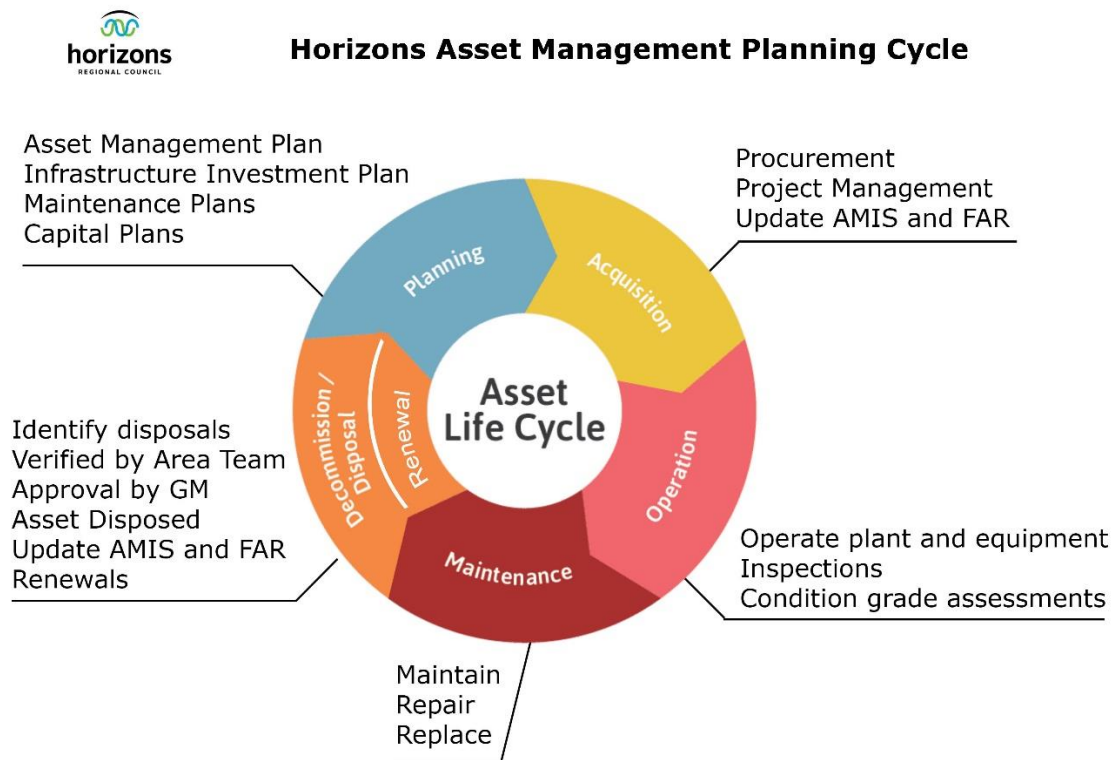 horizons
REGIONAL COUNCIL
Horizons Asset Management Planning Cycle
Asset Management Plan
Infrastructure Investment Plan
Maintenance Plans
Capital Plans
Procurement
Project Management
Update AMIS and FAR
Planning
Acquisition
Asset
Life Cycle
Decommission /
Disposal
Renewal
Operation
Maintenance
Identify disposals
Verified by Area Team
Approval by GM
Asset Disposed
Update AMIS and FAR
Renewals
Operate plant and equipment
Inspections
Condition grade assessments
Maintain
Repair
Replace